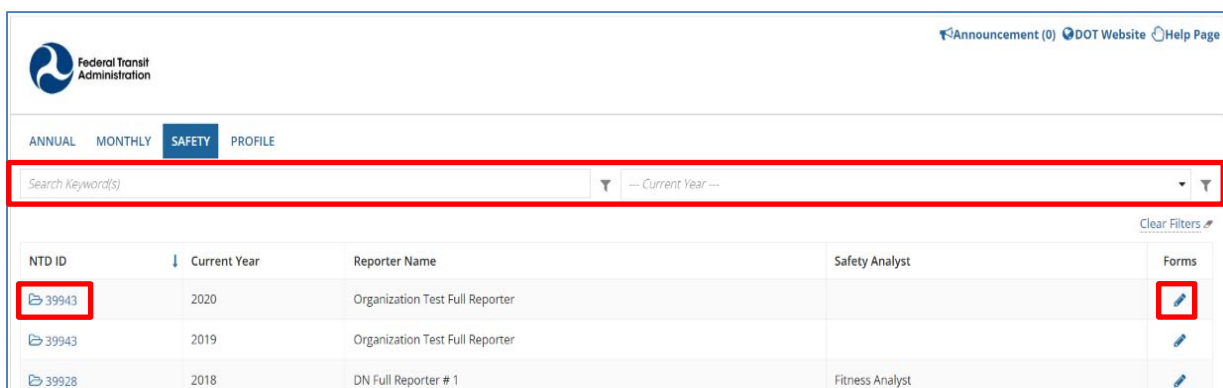 Announcement (0) DOT Website Help Page
Federal Transit
Administration
ANNUAL MONTHLY SAFETY PROFILE
Search Keyword(s) --- Current Year ---
Clear Filters
NTD ID Current Year Reporter Name Safety Analyst Forms
39943 2020 Organization Test Full Reporter
39943 2019 Organization Test Full Reporter
39928 2018 DN Full Reporter # 1 Fitness Analyst